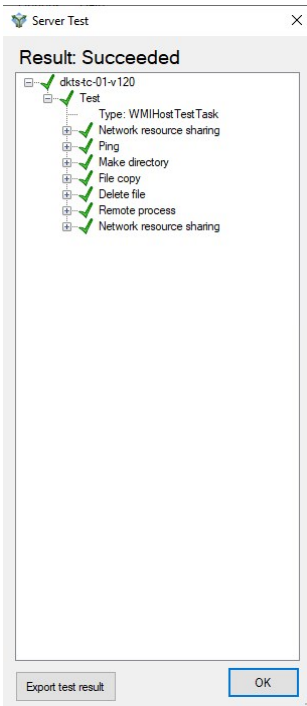 Server Test
Result: Succeeded
dkts-tc-01-v120
Test
Type: WMIHostTestTask
Network resource sharing
Ping
Make directory
File copy
Delete file
Remote process
Network resource sharing
Export test result
OK